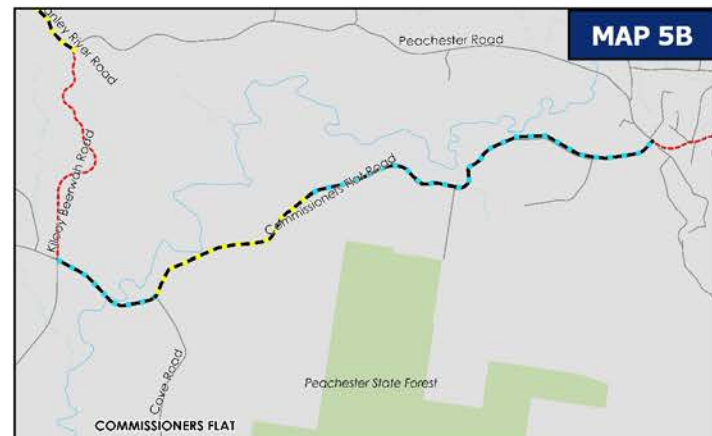 MAP 5B
Peachester Road
anley River Road
Kilcoy Beerwah Road
Commissioners Flat Road
Cove Road
Peachester State Forest
COMMISSIONERS FLAT